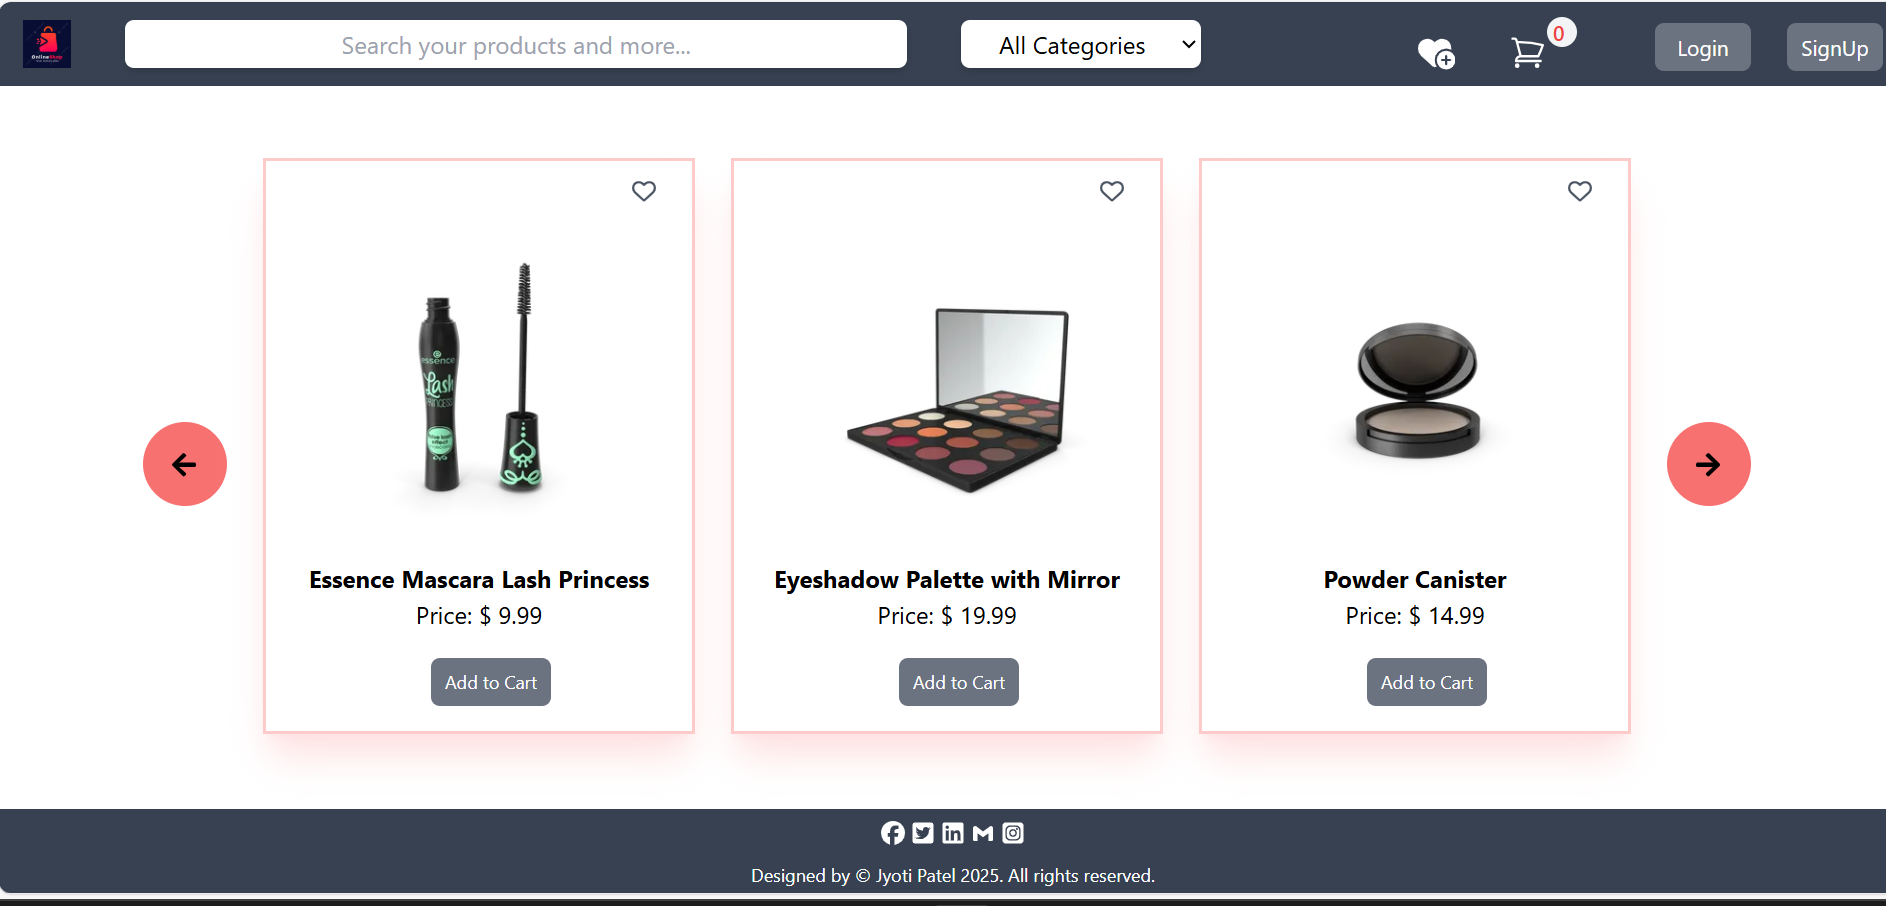 OnlineShop
Search your products and more...
All Categories
0
Login
SignUp
essence
Lash
PRINCESS
Essence Mascara Lash Princess
Price: $ 9.99
Add to Cart
Eyeshadow Palette with Mirror
Price: $ 19.99
Add to Cart
Powder Canister
Price: $ 14.99
Add to Cart
Designed by © Jyoti Patel 2025. All rights reserved.